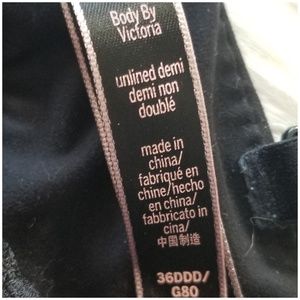 Body By
Victoria
unlined demi
demi non
doublé
made in
china/
fabriqué en
chine/hecho
en china/
fabbricato in
cina/
中国制造
36DDD/
G80